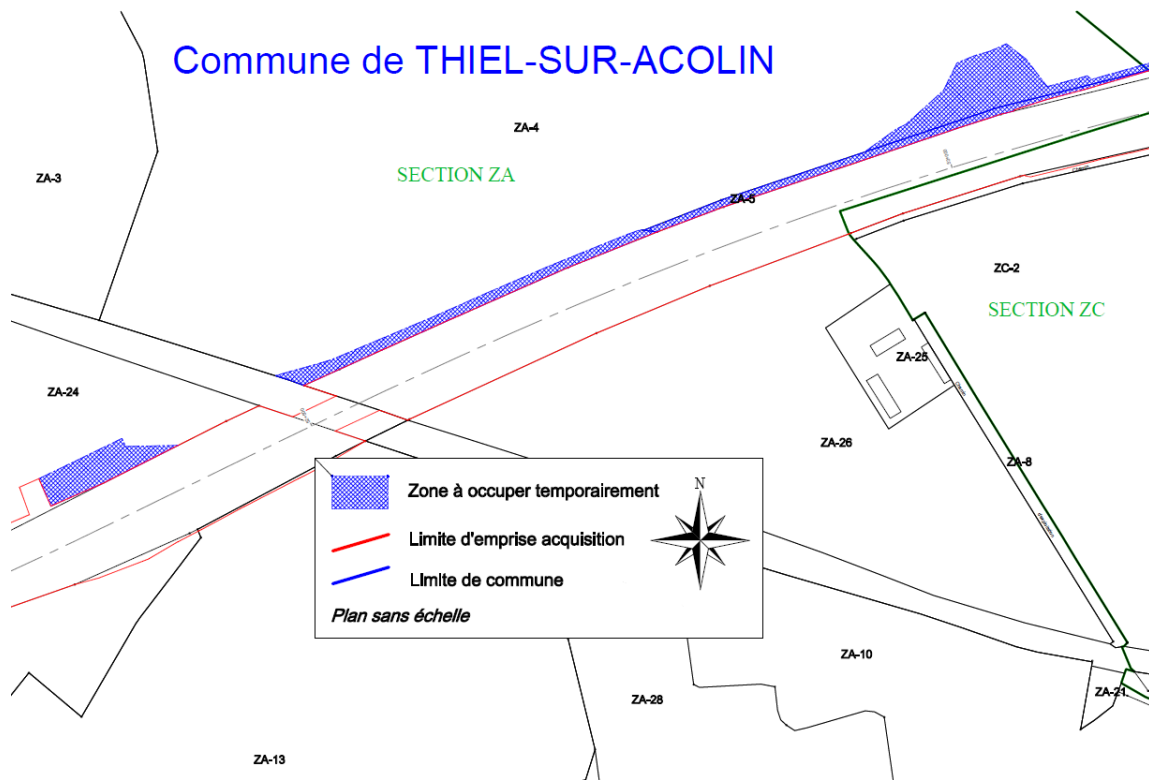 Commune de THIEL-SUR-ACOLIN
ZA-4
ZA-3
SECTION ZA
ZA-5
ZC-2
SECTION ZC
ZA-25
ZA-24
ZA-26
ZA-8
Zone à occuper temporairement
N
Limite d'emprise acquisition
Limite de commune
Plan sans échelle
ZA-10
ZA-21
ZA-28
ZA-13